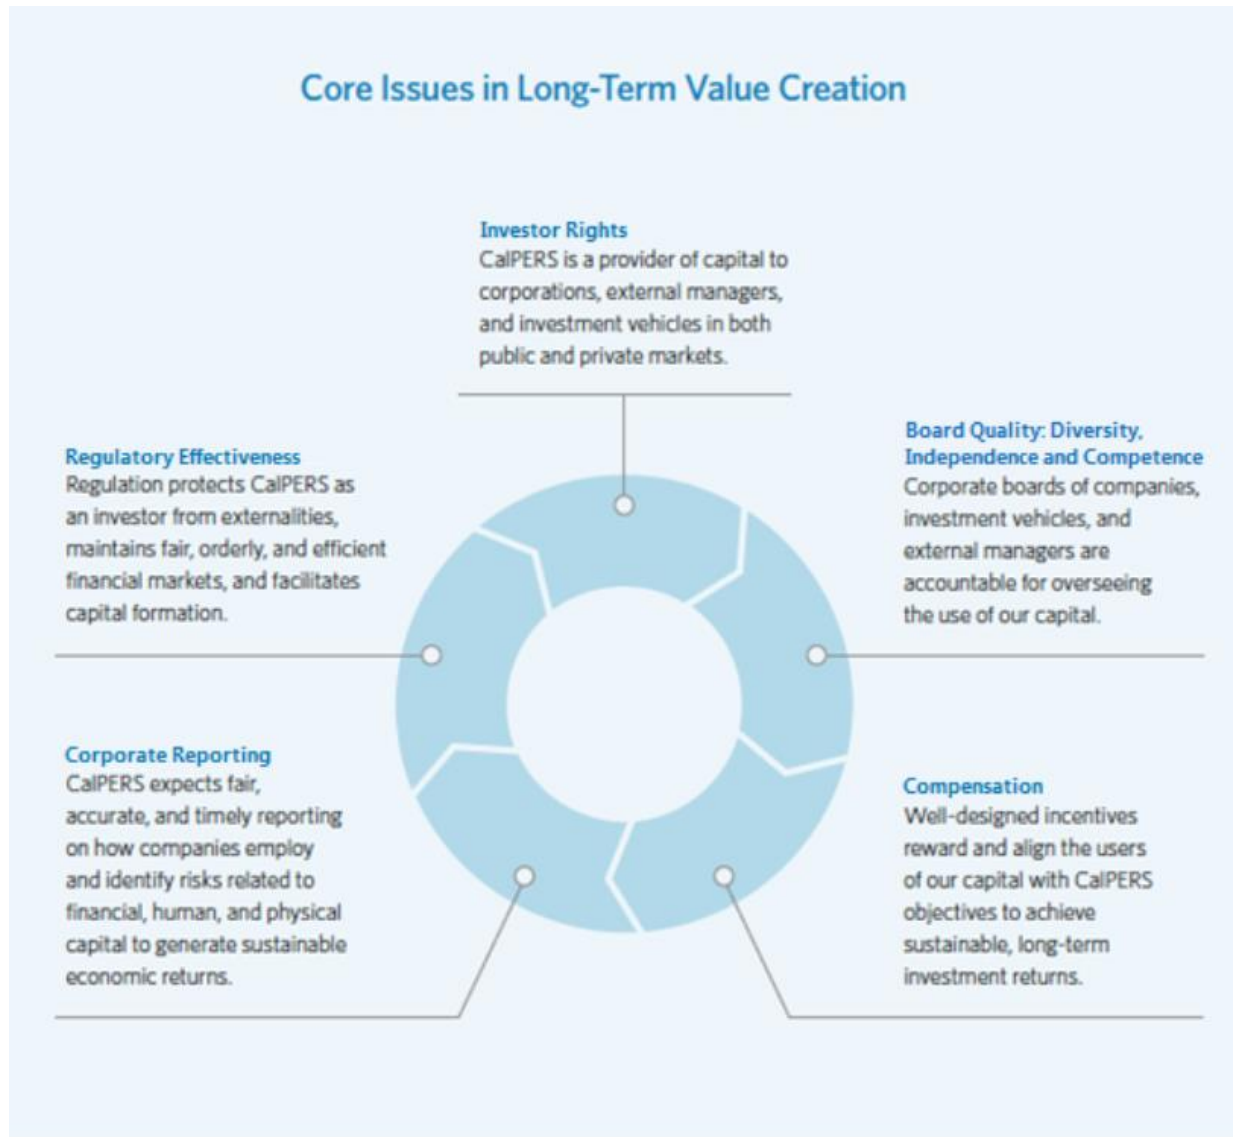 Core Issues in Long-Term Value Creation
Investor Rights
CalPERS is a provider of capital to
corporations, external managers,
and investment vehicles in both
public and private markets.
Board Quality: Diversity,
Independence and Competence
Corporate boards of companies,
investment vehicles, and
external managers are
accountable for overseeing
the use of our capital.
Compensation
Well-designed incentives
reward and align the users
of our capital with CalPERS
objectives to achieve
sustainable, long-term
investment returns.
Corporate Reporting
CalPERS expects fair,
accurate, and timely reporting
on how companies employ
and identify risks related to
financial, human, and physical
capital to generate sustainable
economic returns.
Regulatory Effectiveness
Regulation protects CalPERS as
an investor from externalities,
maintains fair, orderly, and efficient
financial markets, and facilitates
capital formation.